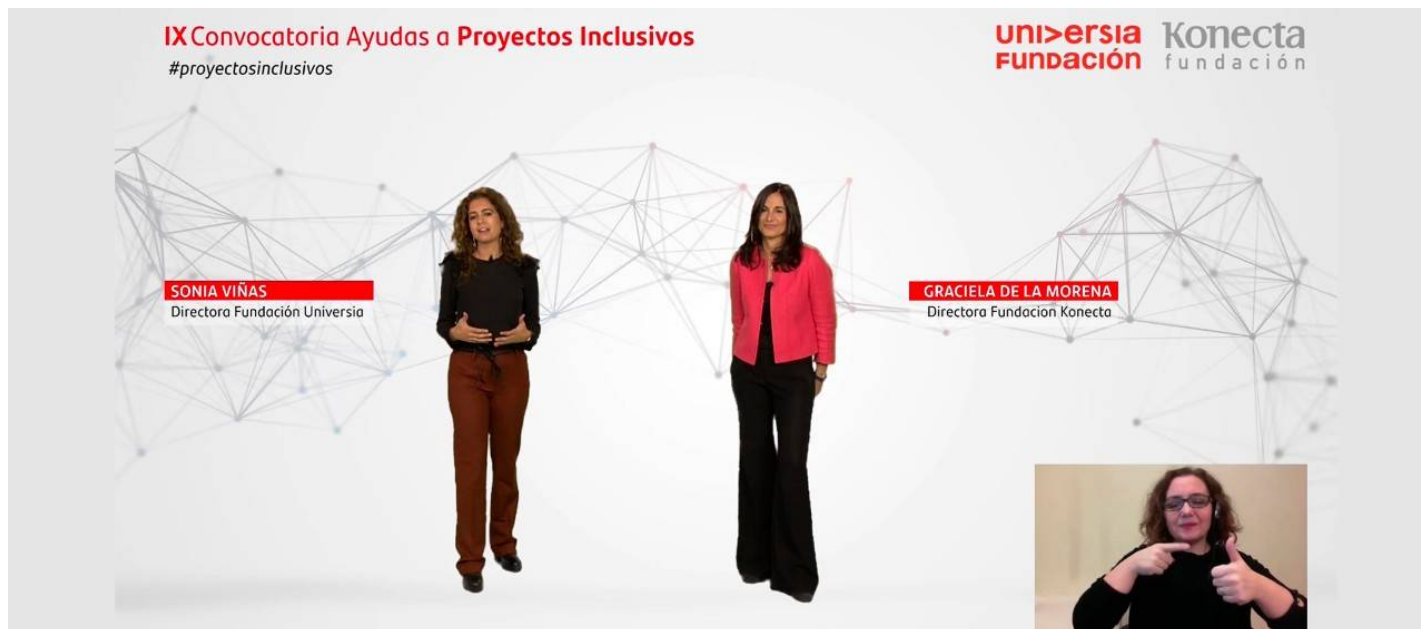 IX Convocatoria Ayudas a Proyectos Inclusivos
#proyectosinclusivos
UNI>ERSIA
FUNDACIÓN
Konecta
fundación
SONIA VIÑAS
Directora Fundación Universia
GRACIELA DE LA MORENA
Directora Fundacion Konecta